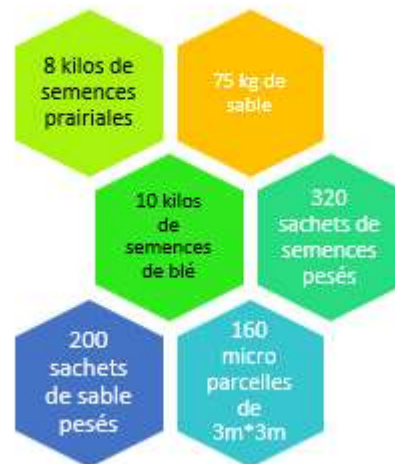 8 kilos de
semences
prairiales
75 kg de
sable
10 kilos
de
semences
de blé
320
sachets de
semences
pesés
200
sachets
de sable
pesés
160
micro
parcelles
de
3m*3m